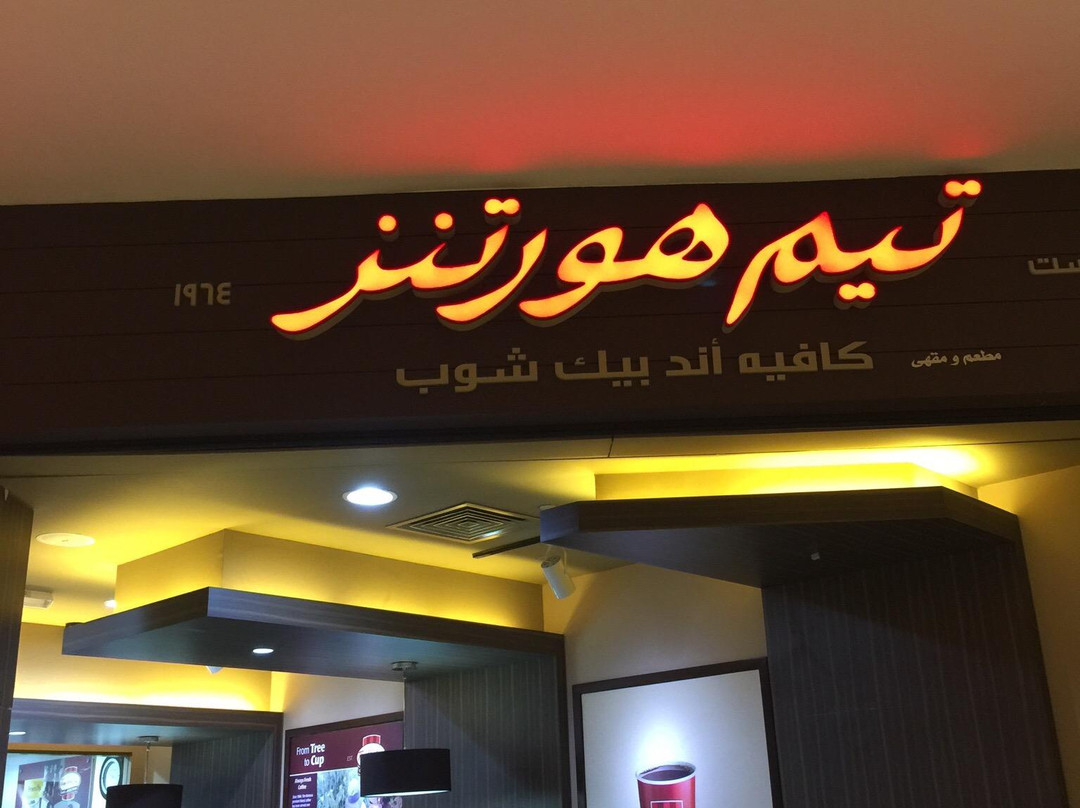 تيم هورتنز
١٩٦٤
كافيه أند بيك شوب
مطعم و مقهى
From Tree
to Cup